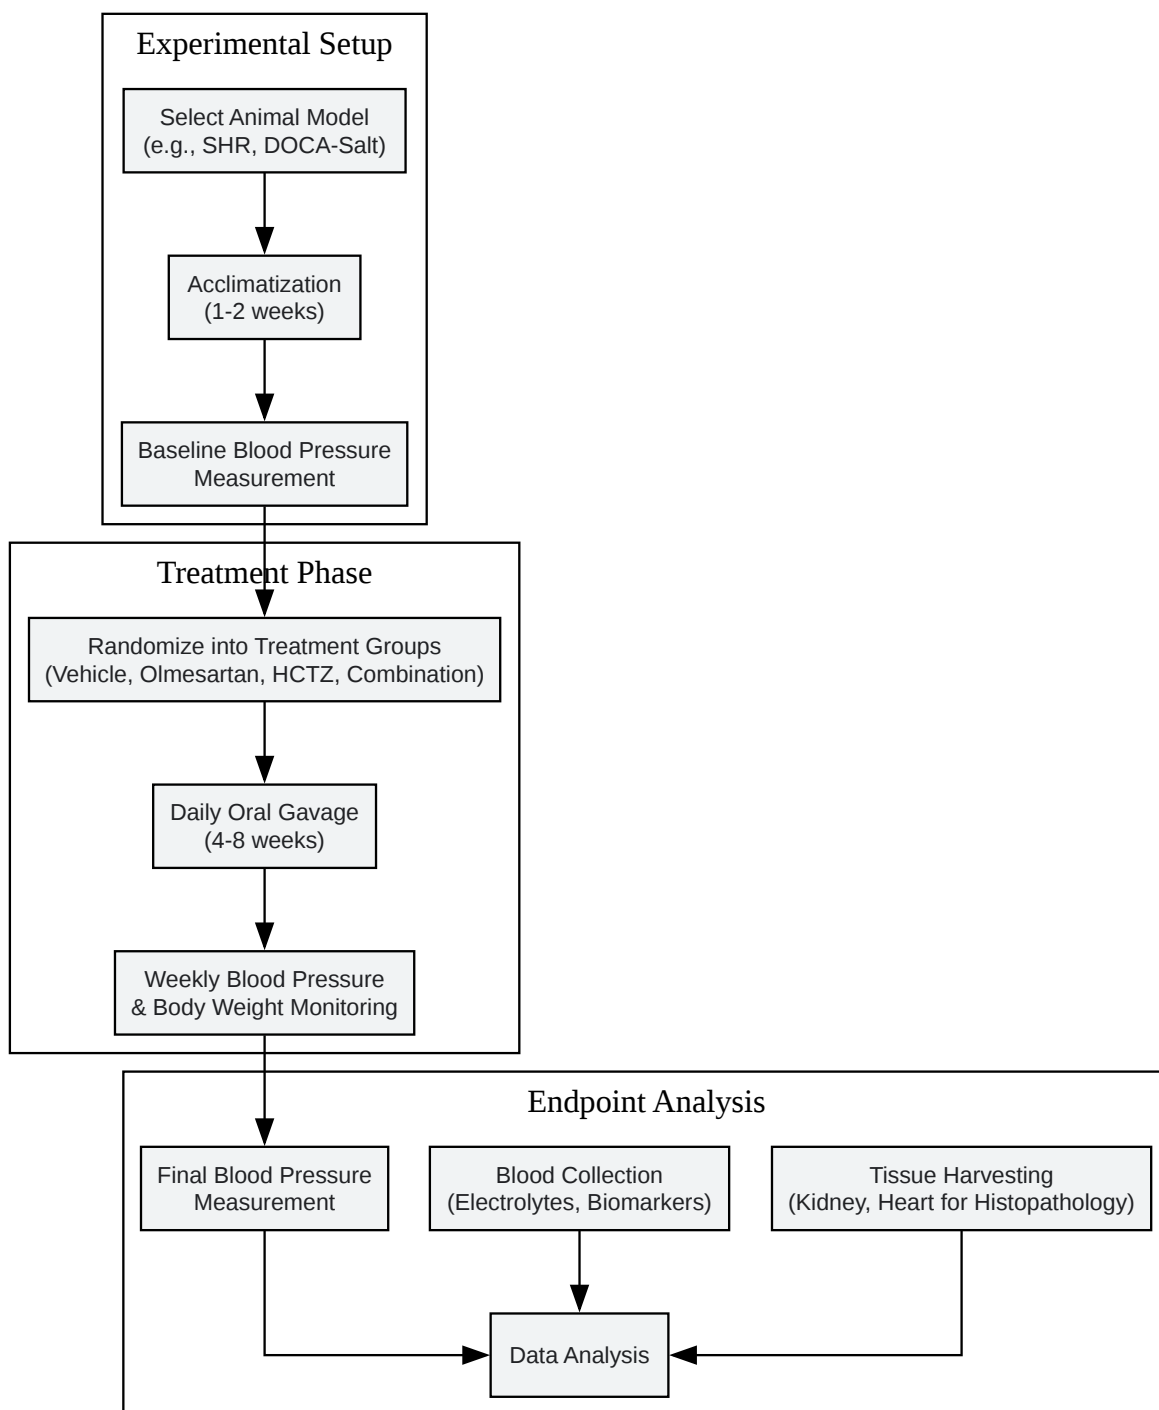 Experimental Setup
Select Animal Model
(e.g., SHR, DOCA-Salt)
Acclimatization
(1-2 weeks)
Baseline Blood Pressure
Measurement
Treatment Phase
Randomize into Treatment Groups
(Vehicle, Olmesartan, HCTZ, Combination)
Daily Oral Gavage
(4-8 weeks)
Weekly Blood Pressure
& Body Weight Monitoring
Endpoint Analysis
Final Blood Pressure
Measurement
Blood Collection
(Electrolytes, Biomarkers)
Tissue Harvesting
(Kidney, Heart for Histopathology)
Data Analysis